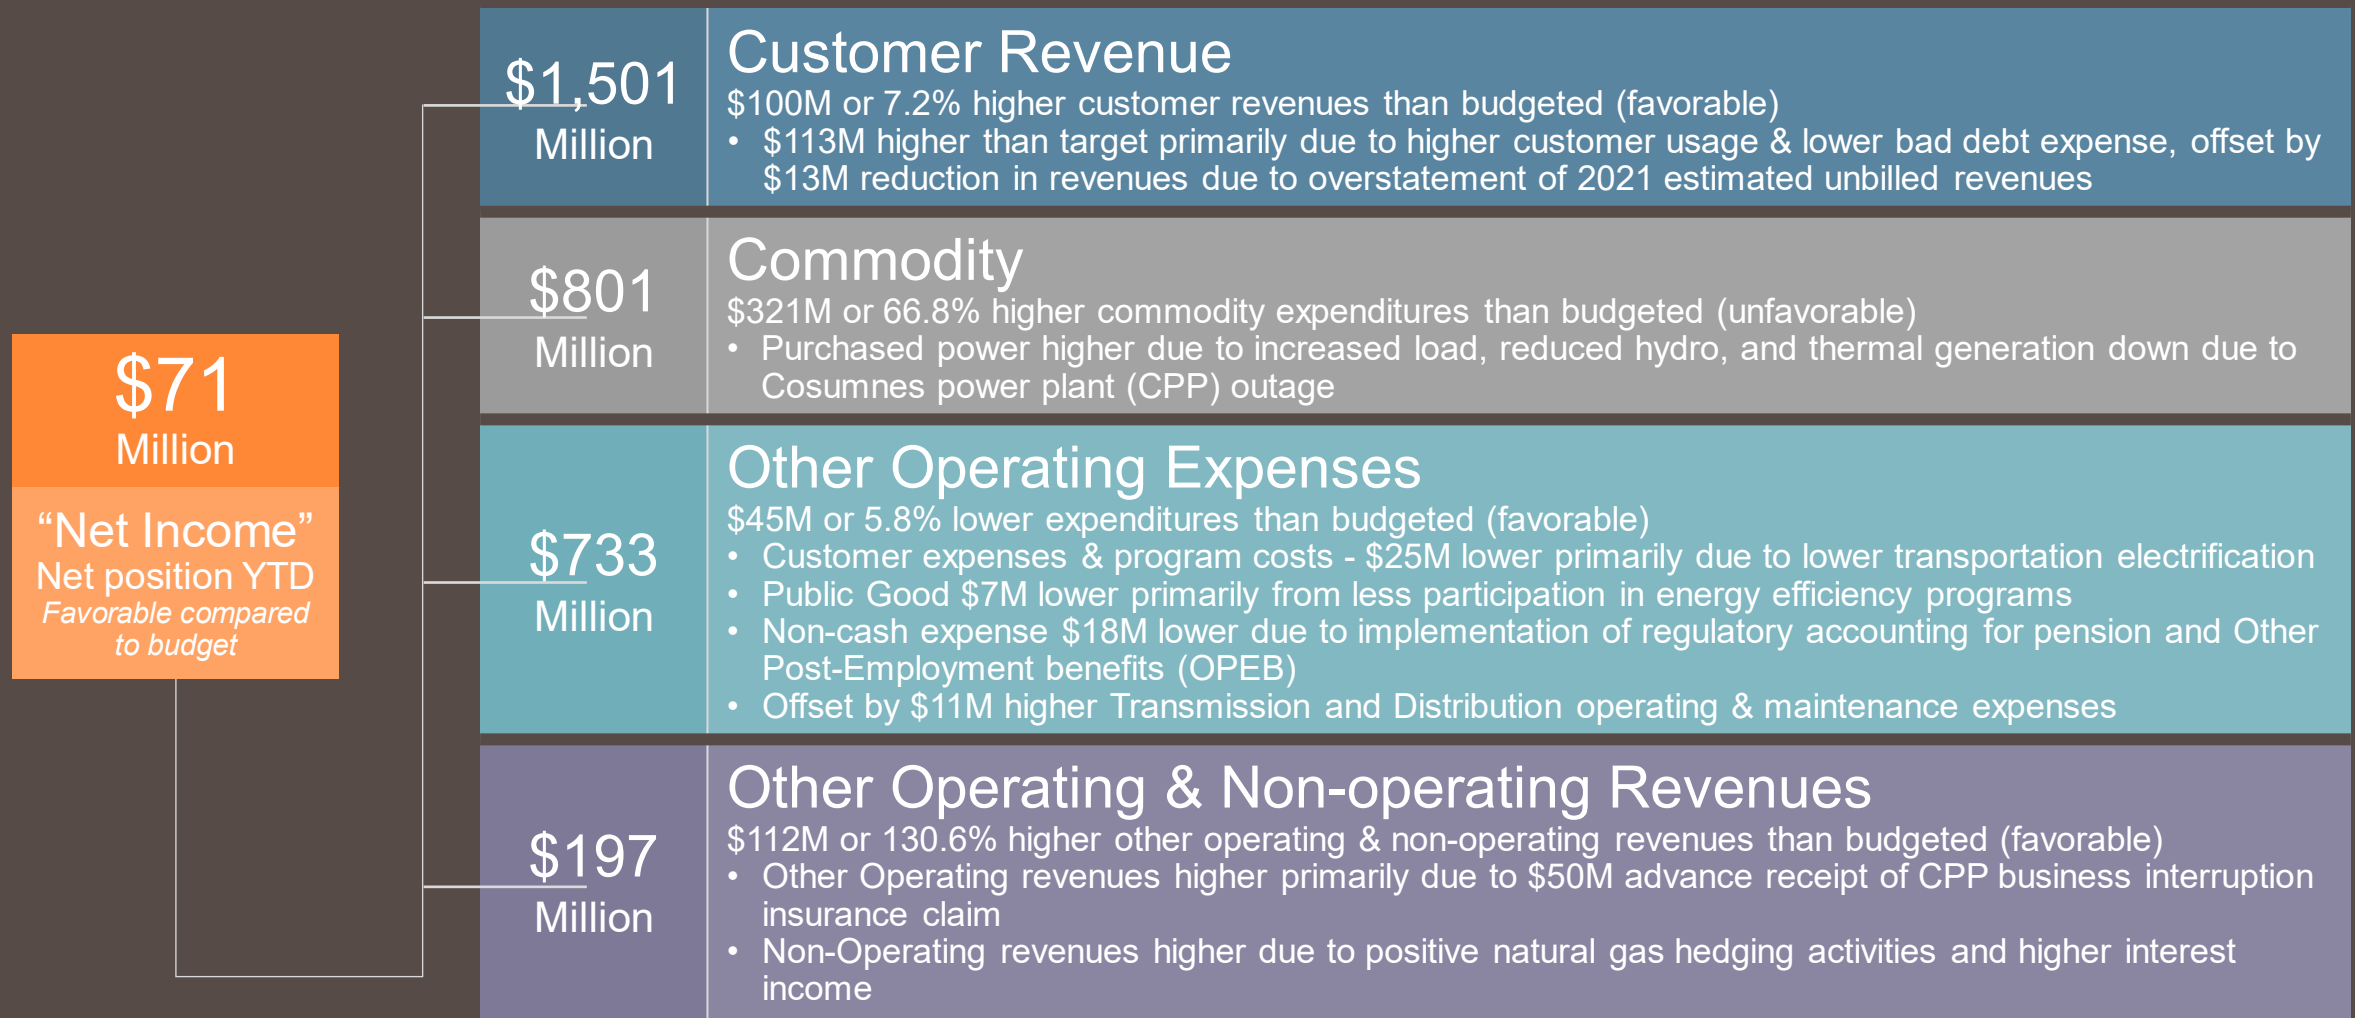 $71
Million
“Net Income”
Net position YTD
Favorable compared
to budget
$1,501
Million
Customer Revenue
$100M or 7.2% higher customer revenues than budgeted (favorable)
• $113M higher than target primarily due to higher customer usage & lower bad debt expense, offset by
$13M reduction in revenues due to overstatement of 2021 estimated unbilled revenues
$801
Million
Commodity
$321M or 66.8% higher commodity expenditures than budgeted (unfavorable)
• Purchased power higher due to increased load, reduced hydro, and thermal generation down due to
Cosumnes power plant (CPP) outage
$733
Million
Other Operating Expenses
$45M or 5.8% lower expenditures than budgeted (favorable)
• Customer expenses & program costs - $25M lower primarily due to lower transportation electrification
• Public Good $7M lower primarily from less participation in energy efficiency programs
• Non-cash expense $18M lower due to implementation of regulatory accounting for pension and Other
Post-Employment benefits (OPEB)
• Offset by $11M higher Transmission and Distribution operating & maintenance expenses
$197
Million
Other Operating & Non-operating Revenues
$112M or 130.6% higher other operating & non-operating revenues than budgeted (favorable)
• Other Operating revenues higher primarily due to $50M advance receipt of CPP business interruption
insurance claim
• Non-Operating revenues higher due to positive natural gas hedging activities and higher interest
income